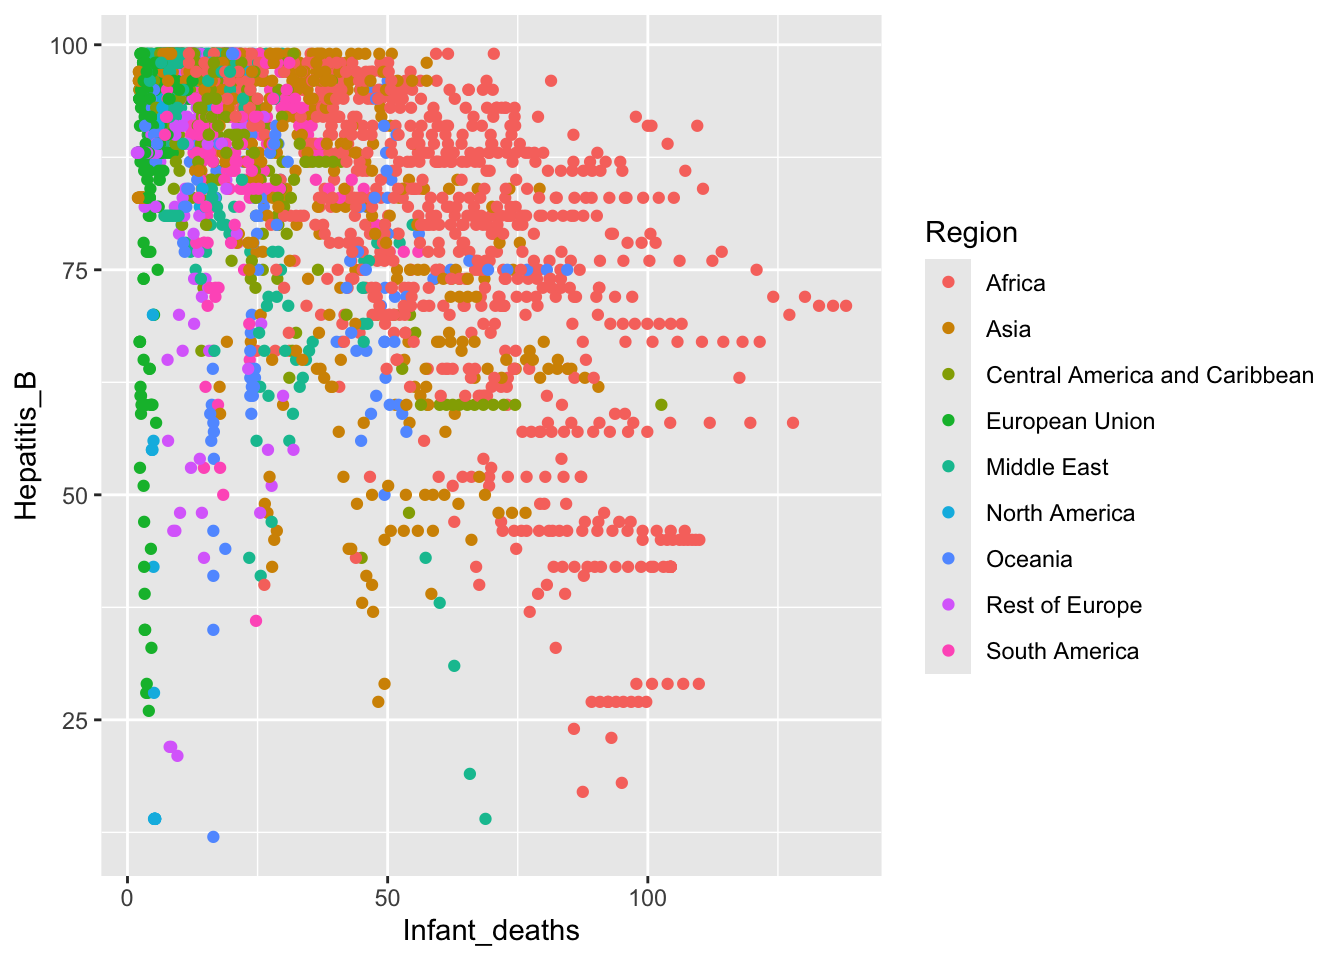 100
75
50
25
Hepatitis_B
0
50
100
Infant_deaths
Region
Africa
Asia
Central America and Caribbean
European Union
Middle East
North America
Oceania
Rest of Europe
South America